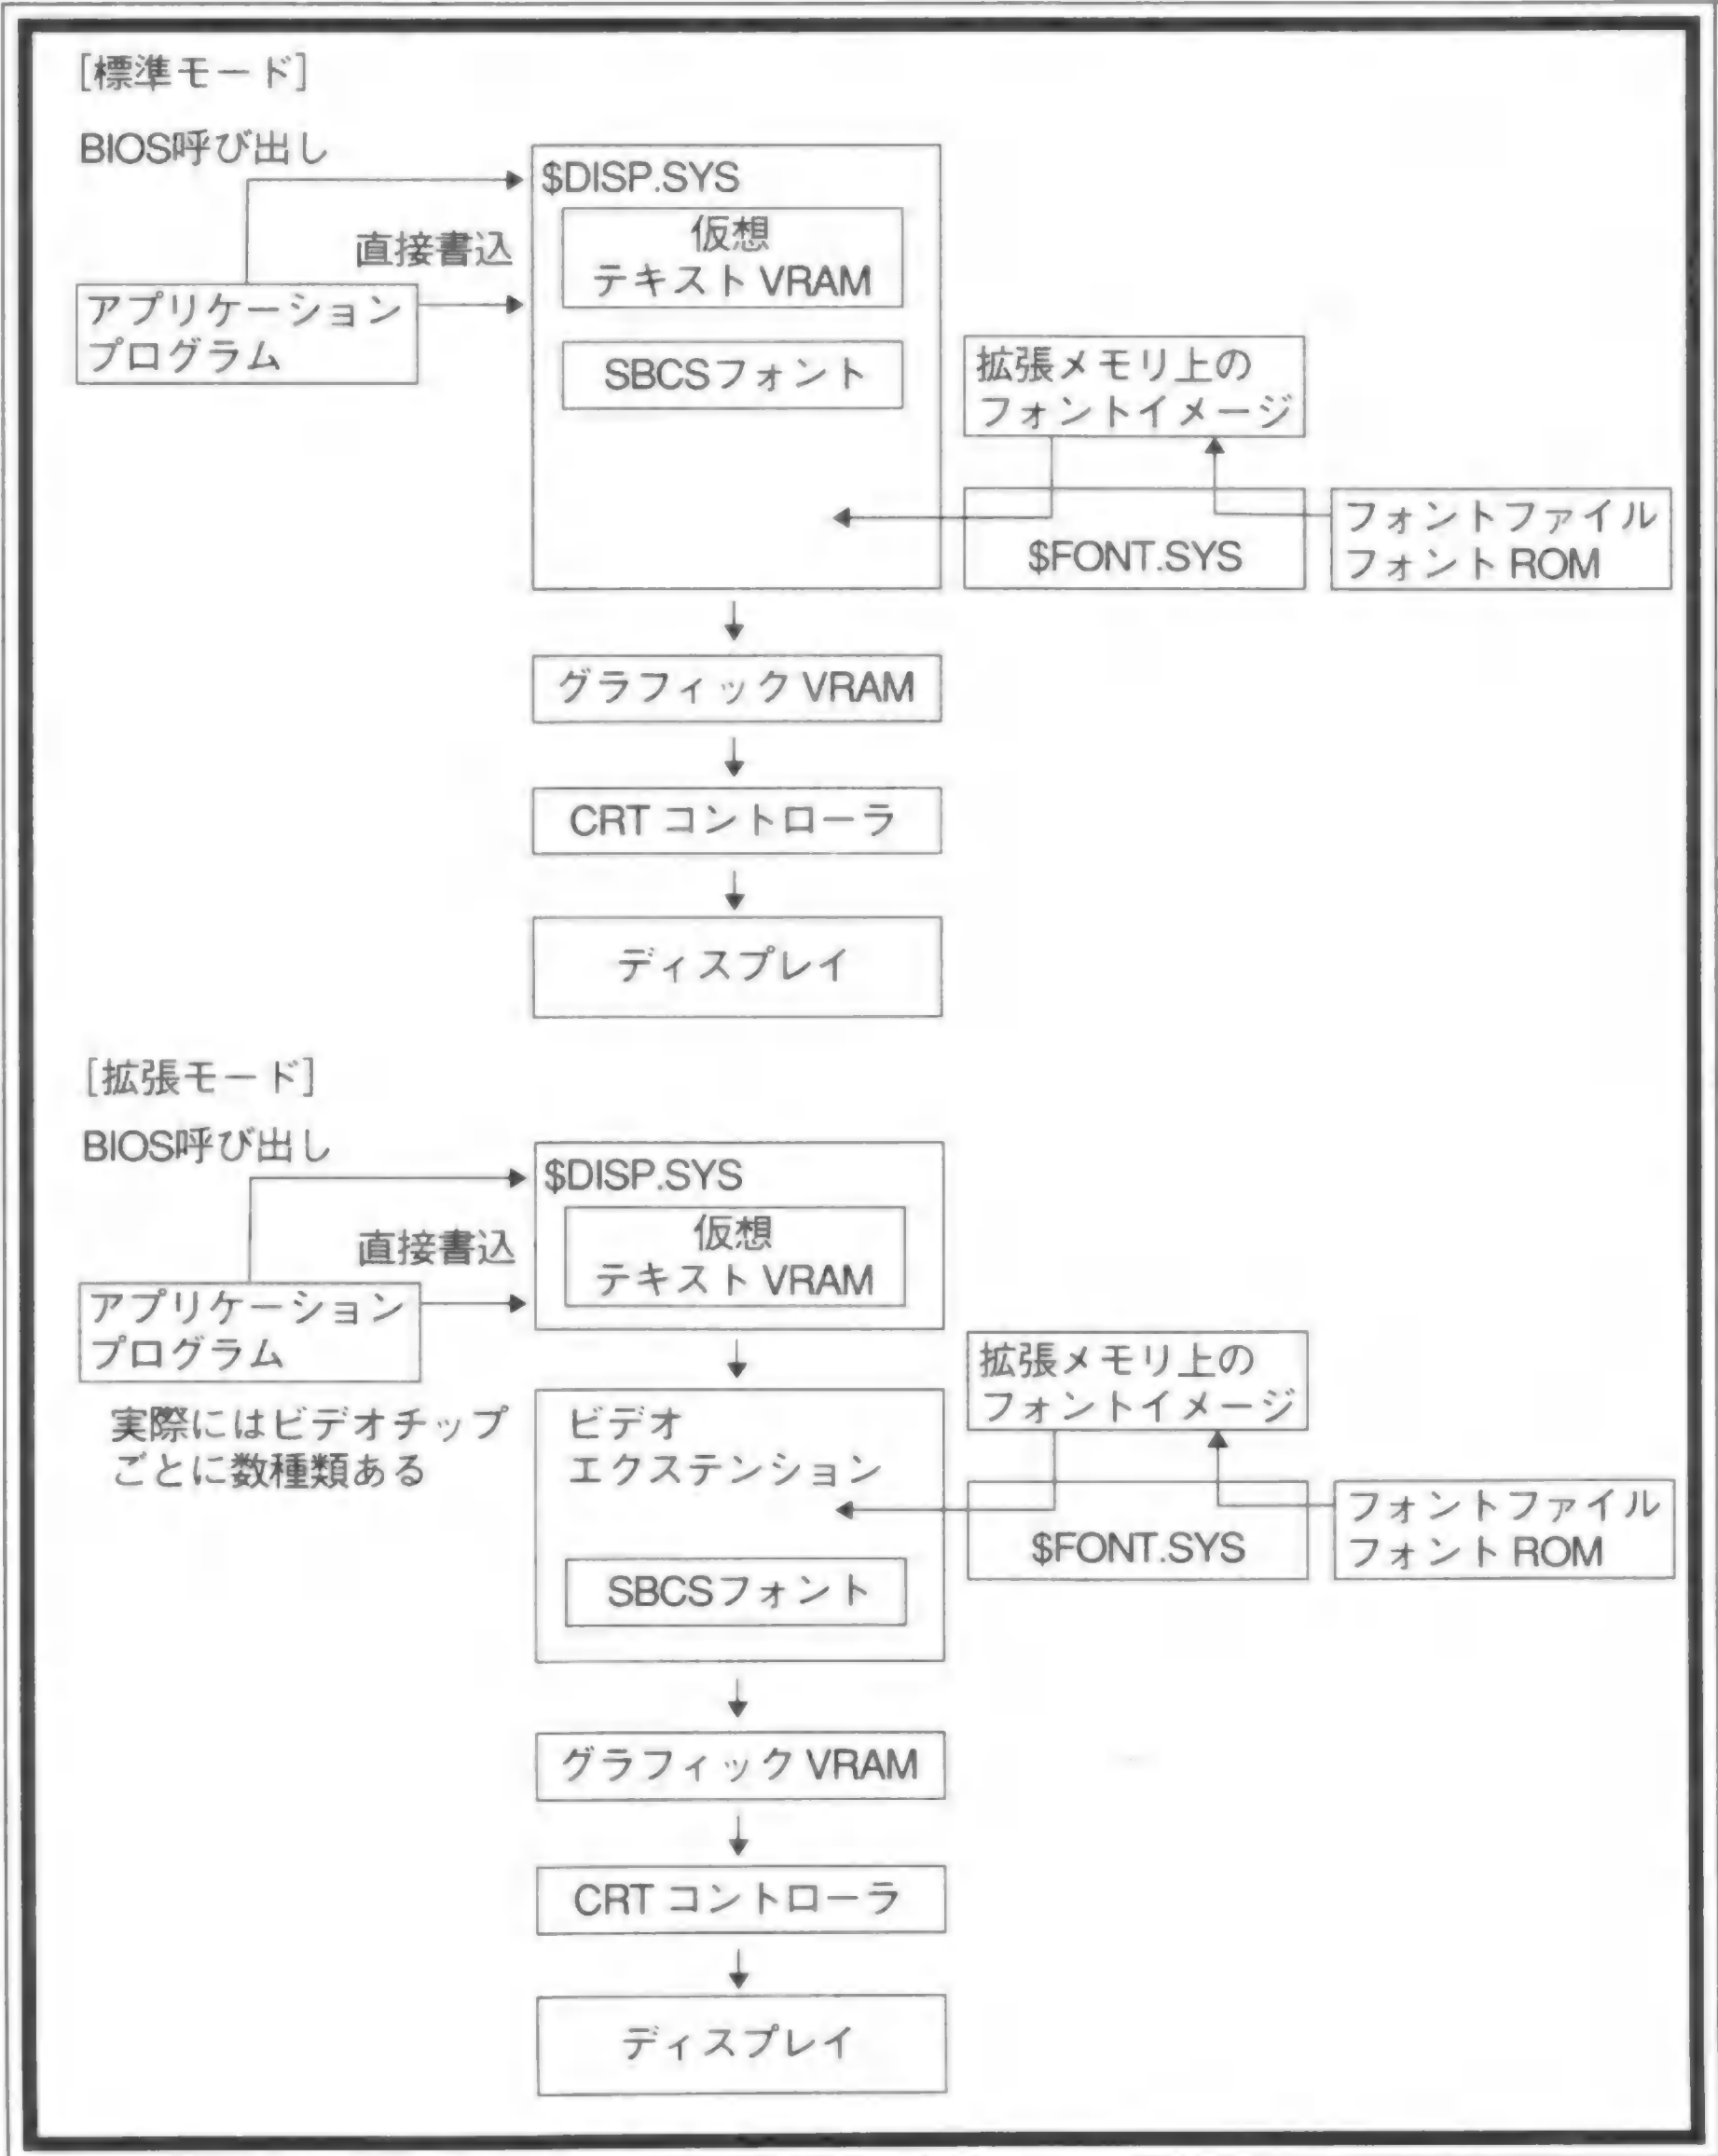 [標準モード]
BIOS呼び出し
$DISP.SYS
仮想
テキスト VRAM
直接書込
アプリケーション
プログラム
SBCSフォント
拡張メモリ上の
フォントイメージ
$FONT.SYS
フォントファイル
フォント ROM
グラフィック VRAM
CRT コントローラ
ディスプレイ
[拡張モード]
BIOS呼び出し
$DISP.SYS
仮想
テキスト VRAM
直接書込
アプリケーション
プログラム
実際にはビデオチップ
ごとに数種類ある
ビデオ
エクステンション
SBCSフォント
拡張メモリ上の
フォントイメージ
$FONT.SYS
フォントファイル
フォント ROM
グラフィック VRAM
CRT コントローラ
ディスプレイ